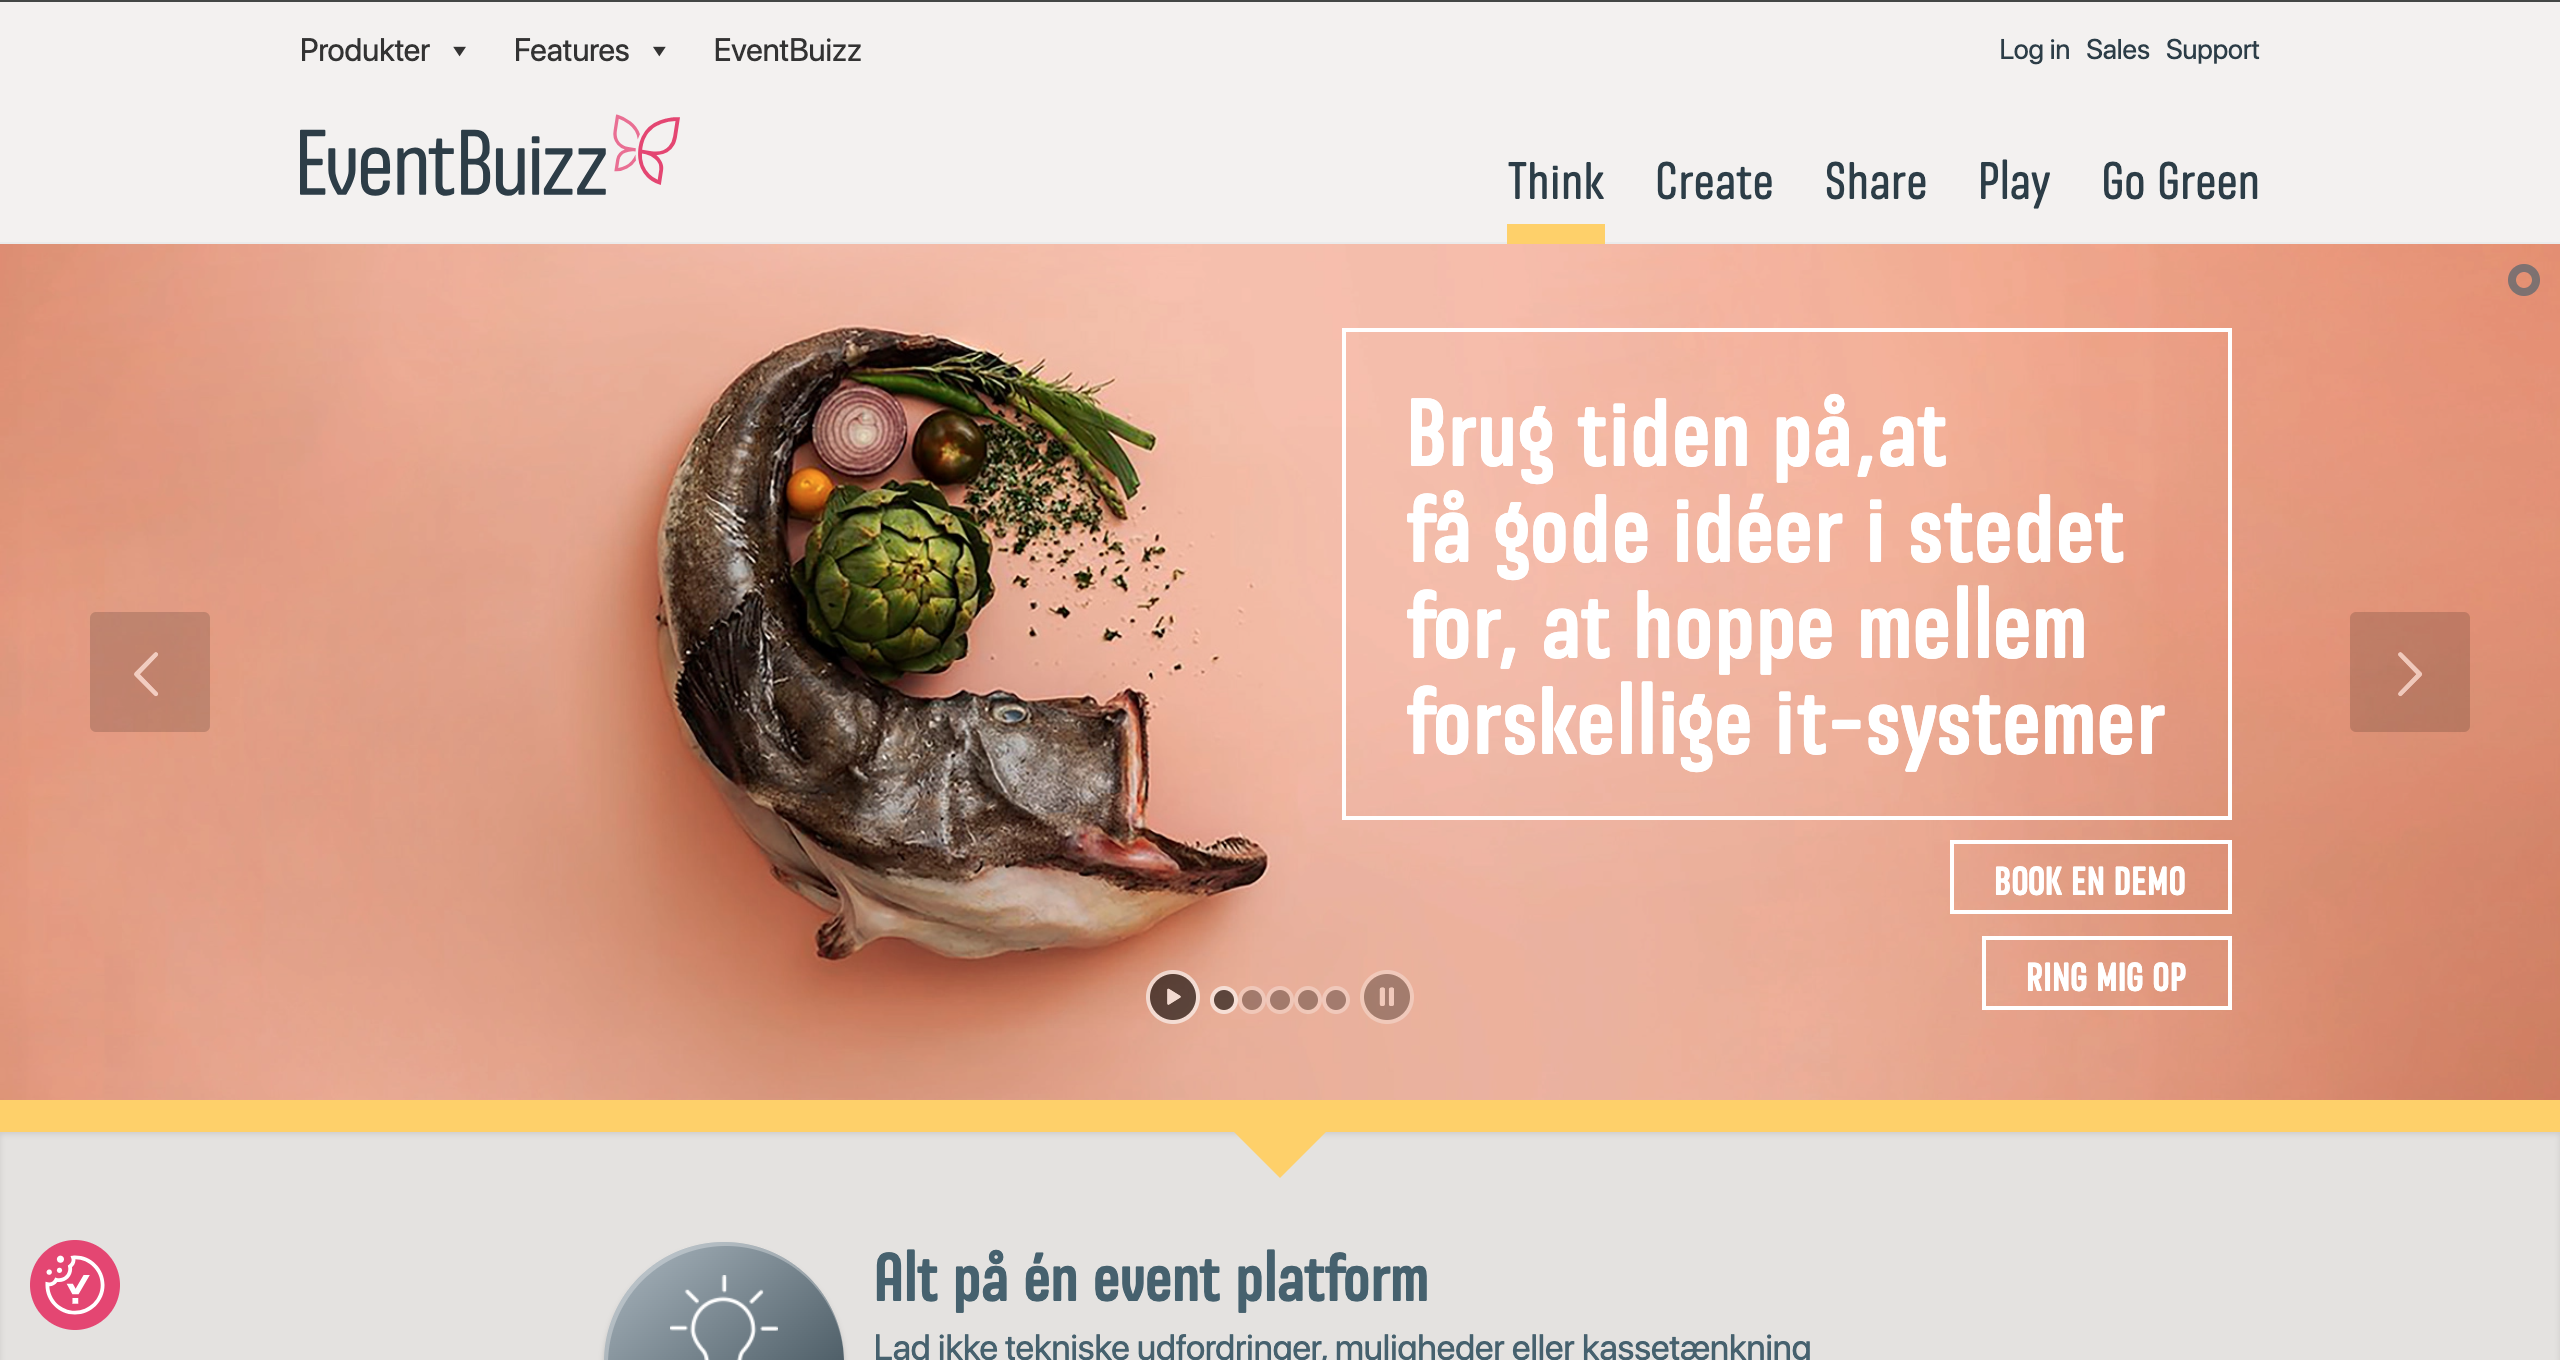 Produkter Features EventBuizz
Log in Sales Support
EventBuizz
Think Create Share Play Go Green
Brug tiden på,at
få gode idéer i stedet
for, at hoppe mellem
forskellige it-systemer
BOOK EN DEMO
RING MIG OP
Alt på én event platform
Lad ikke tekniske udfordringer, muligheder eller kassetænkning